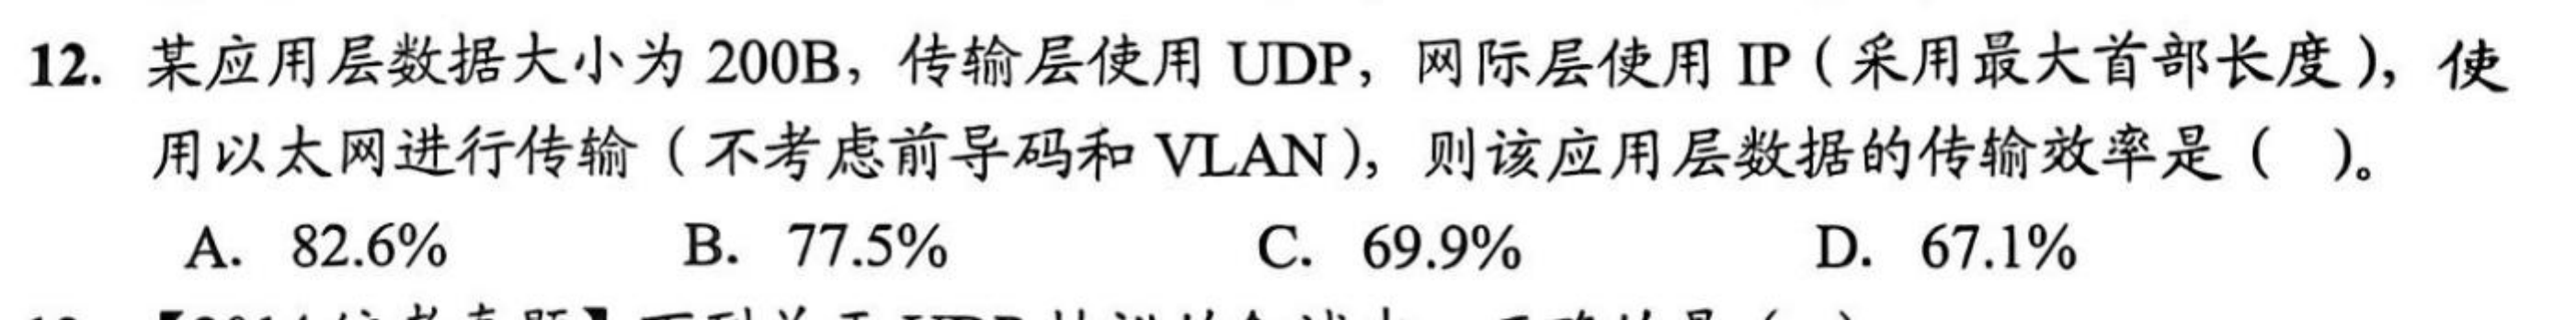 12. 某应用层数据大小为 200B，传输层使用 UDP，网际层使用 IP（采用最大首部长度），使
用以太网进行传输（不考虑前导码和 VLAN），则该应用层数据的传输效率是（ ）。
A. 82.6% B. 77.5% C. 69.9% D. 67.1%